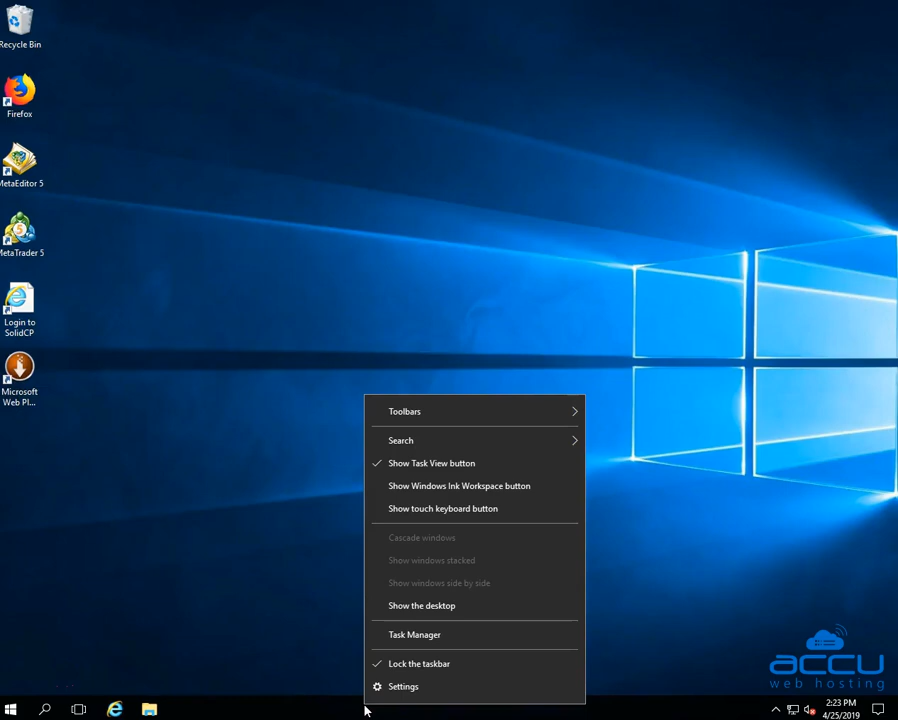 Recycle Bin
Firefox
MetaEditor 5
MetaTrader 5
Login to
SolidCP
Microsoft
Web Pl...
Toolbars
Search
Show Task View button
Show Windows Ink Workspace button
Show touch keyboard button
Cascade windows
Show windows stacked
Show windows side by side
Show the desktop
Task Manager
Lock the taskbar
Settings
accu
web hosting
2:23 PM
4/25/2019